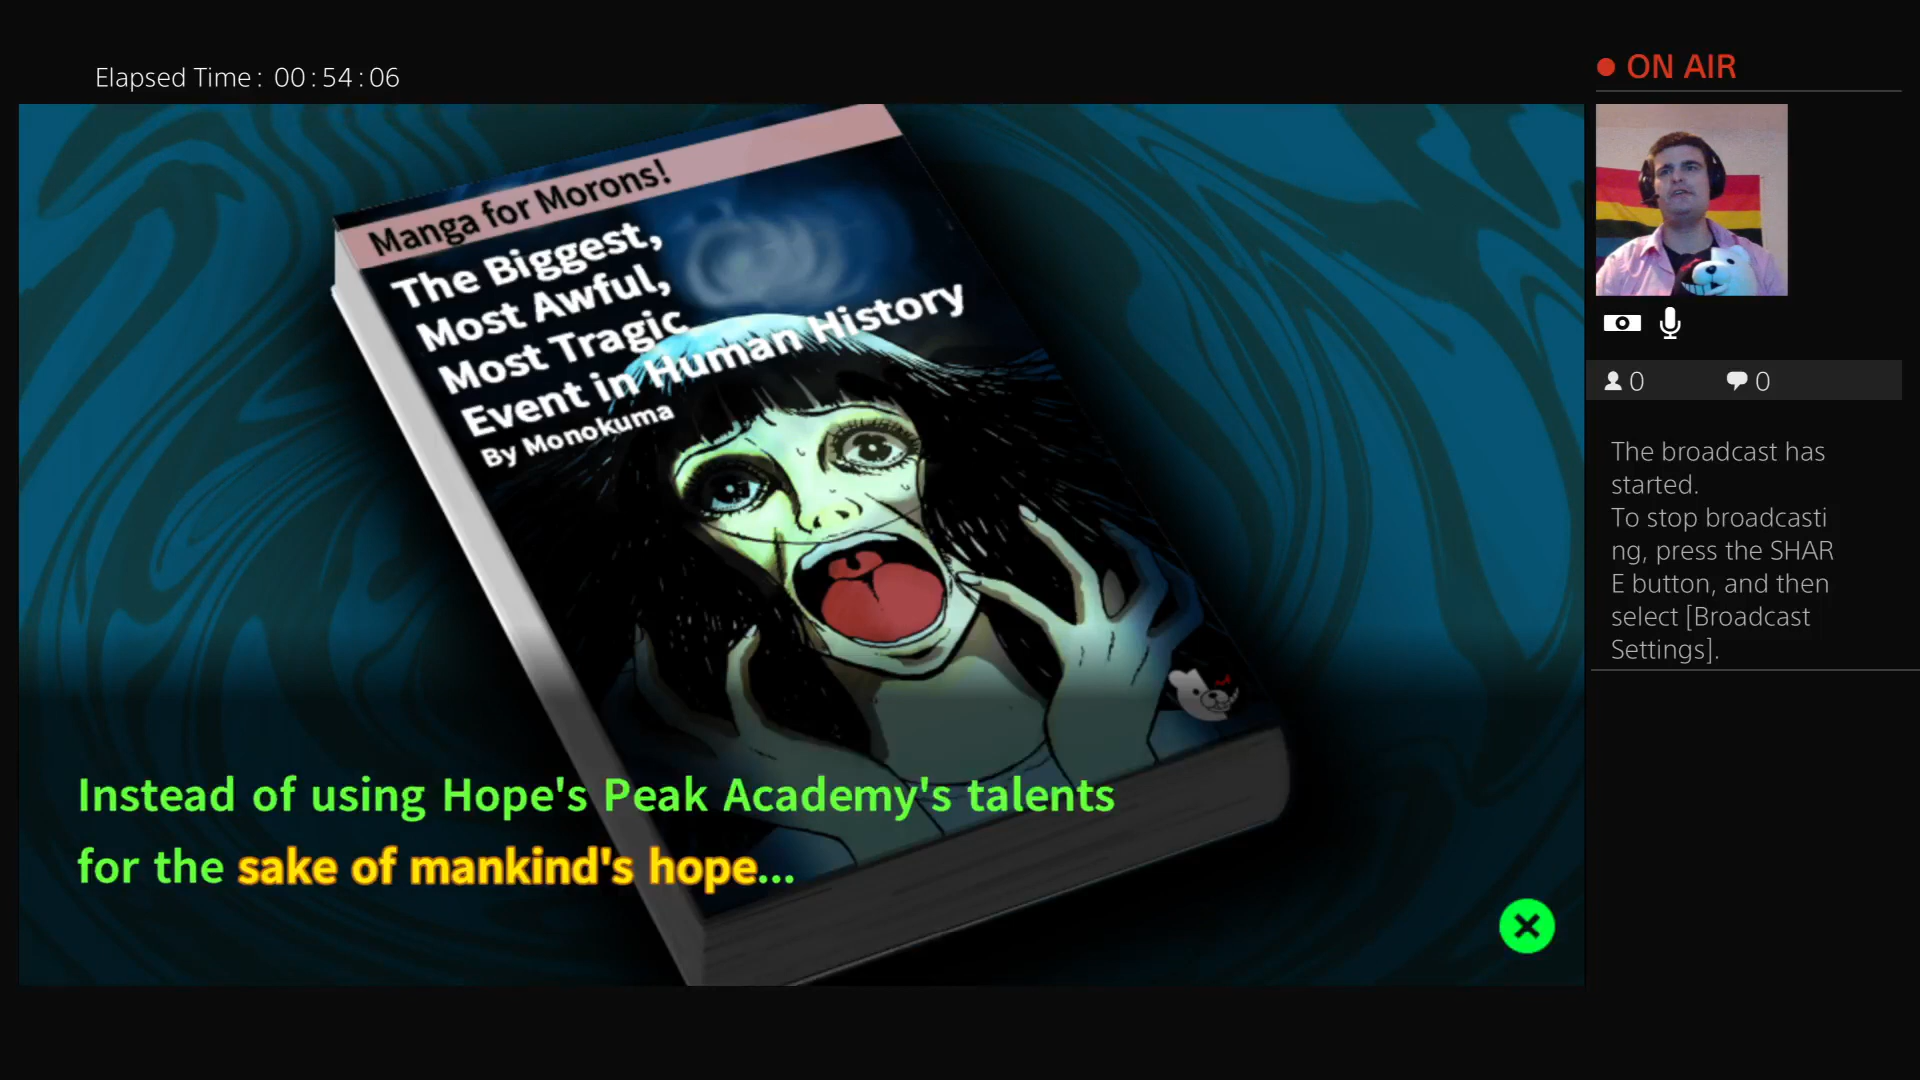 Elapsed Time: 00:54:06
ON AIR
Manga for Morons!
The Biggest,
Most Awful,
Most Tragic
Event in Human History
By Monokuma
0 0
The broadcast has
started.
To stop broadcasti
ng, press the SHAR
E button, and then
select [Broadcast
Settings].
Instead of using Hope's Peak Academy's talents
for the sake of mankind's hope...